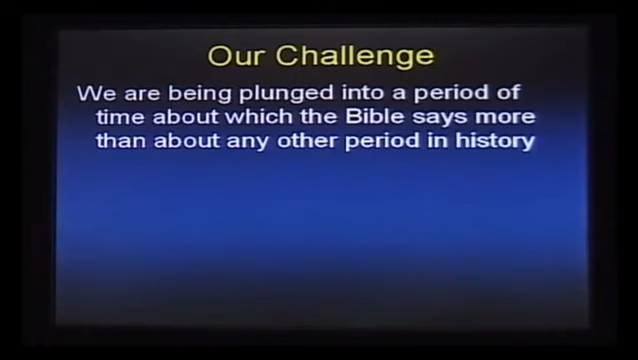 Our Challenge
We are being plunged into a period of
time about which the Bible says more
than about any other period in history